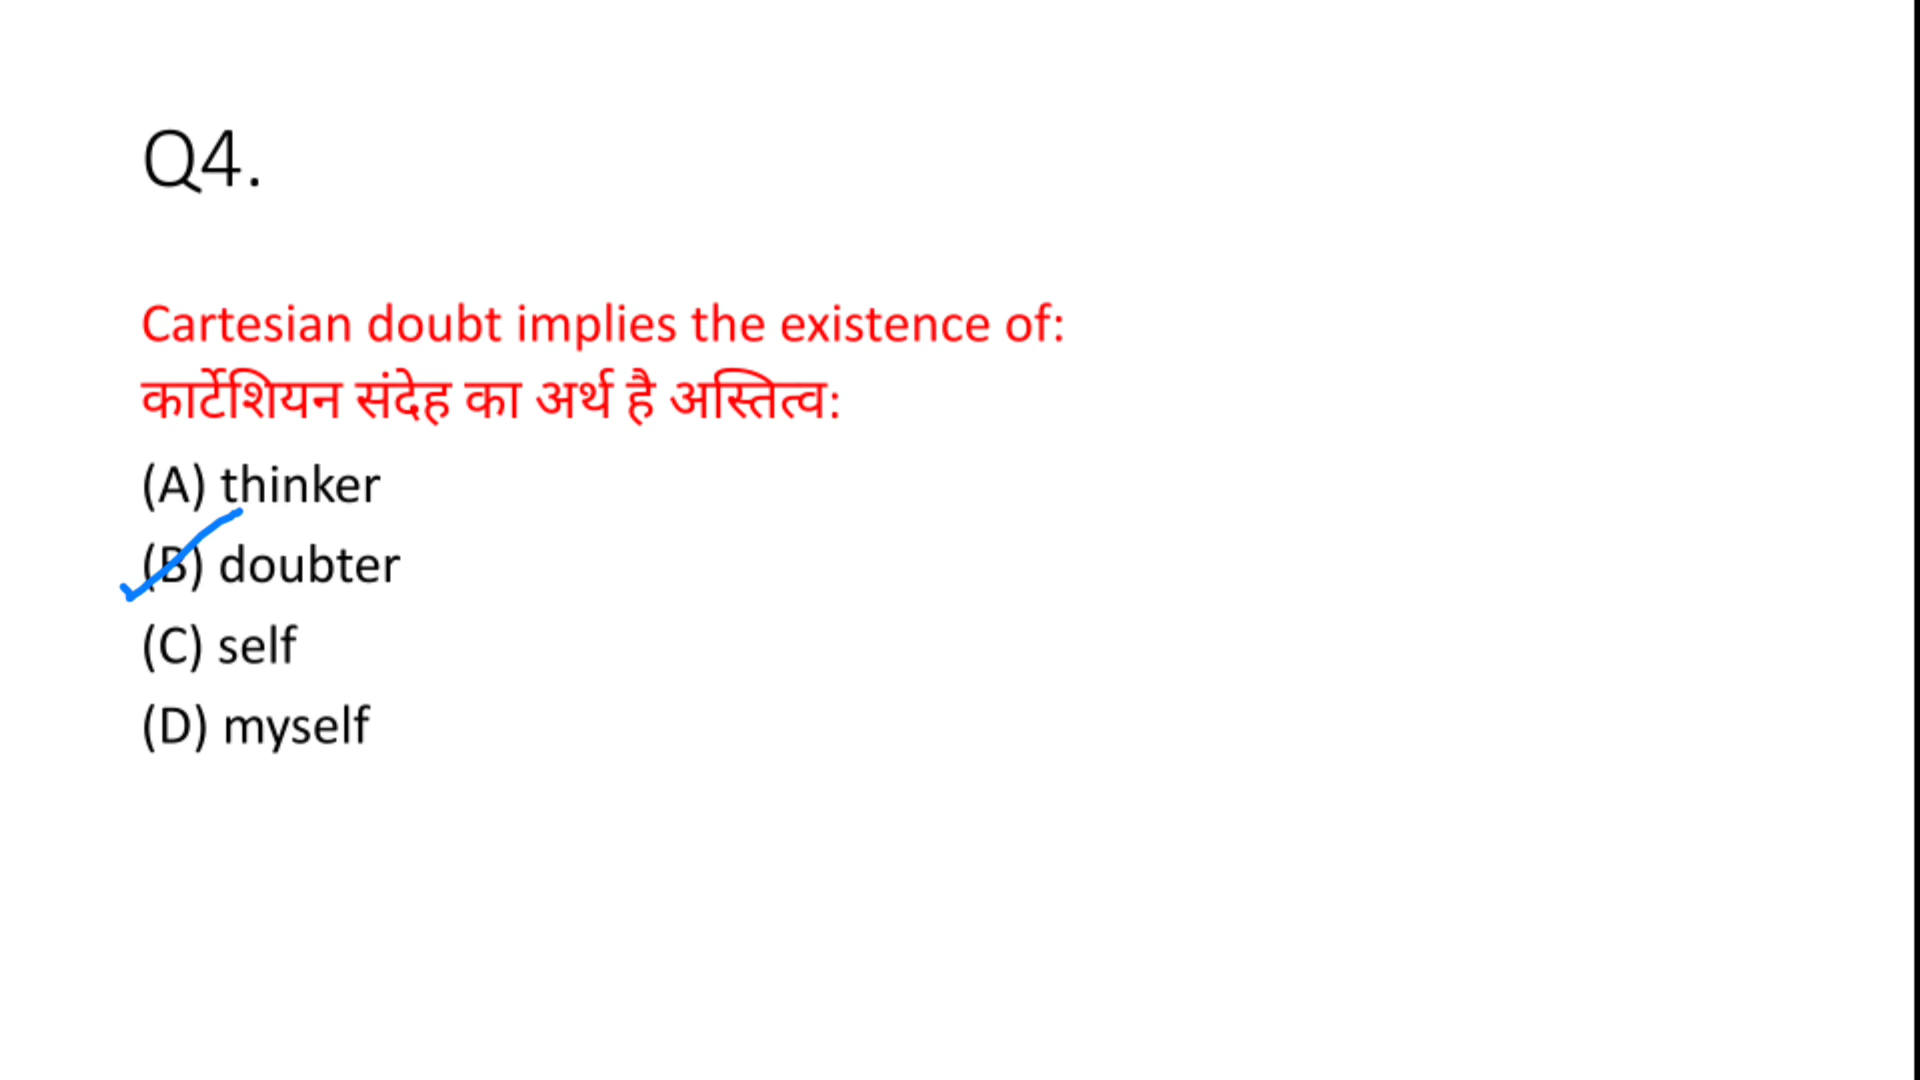 Q4.
Cartesian doubt implies the existence of:
कार्टेशियन संदेह का अर्थ है अस्तित्व:
(A) thinker
(B) doubter
(C) self
(D) myself